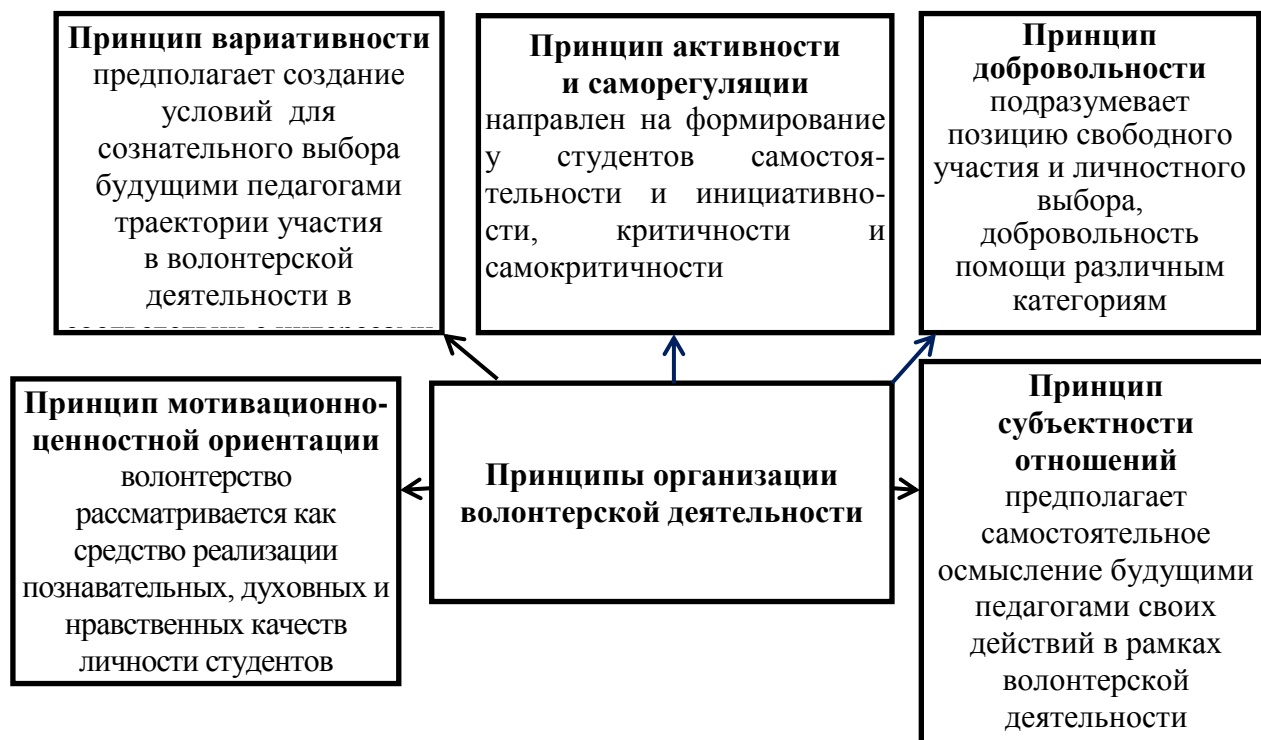 Принцип вариативности
предполагает создание
условий для
сознательного выбора
будущими педагогами
траектории участия
в волонтерской
деятельности в
Принцип активности
и саморегуляции
направлен на формирование
у студентов самостоя-
тельности и инициативно-
сти, критичности и
самокритичности
Принцип
добровольности
подразумевает
позицию свободного
участия и личностного
выбора,
добровольность
помощи различным
категориям
Принцип мотивационно-
ценностной ориентации
волонтерство
рассматривается как
средство реализации
познавательных, духовных и
нравственных качеств
личности студентов
Принципы организации
волонтерской деятельности
Принцип
субъектности
отношений
предполагает
самостоятельное
осмысление будущими
педагогами своих
действий в рамках
волонтерской
деятельности